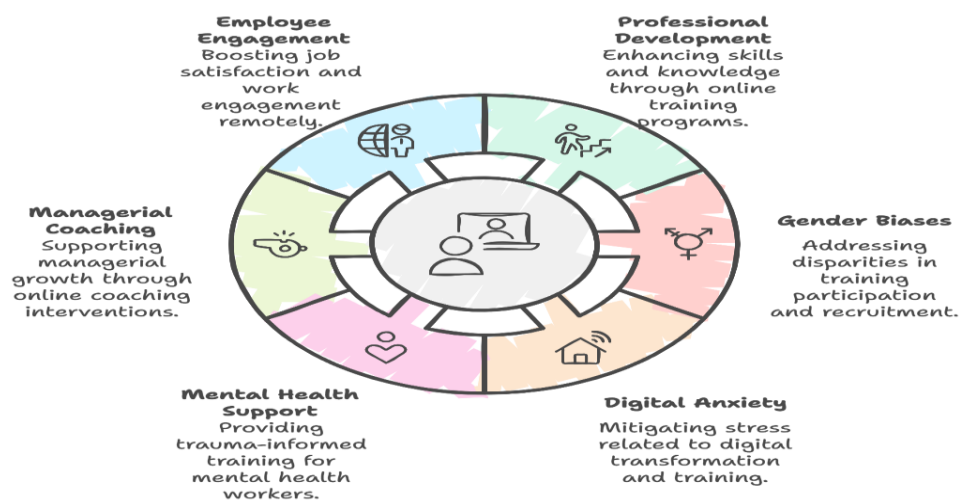 Employee
Engagement
Boosting job
satisfaction and
work
engagement
remotely.
Professional
Development
Enhancing skills
and knowledge
through online
training
programs.
Managerial
Coaching
Supporting
managerial
growth through
online coaching
interventions.
Gender Biases
Addressing
disparities in
training
participation
and recruitment.
Mental Health
Support
Providing
trauma-informed
training for
mental health
workers.
Digital Anxiety
Mitigating stress
related to digital
transformation
and training.